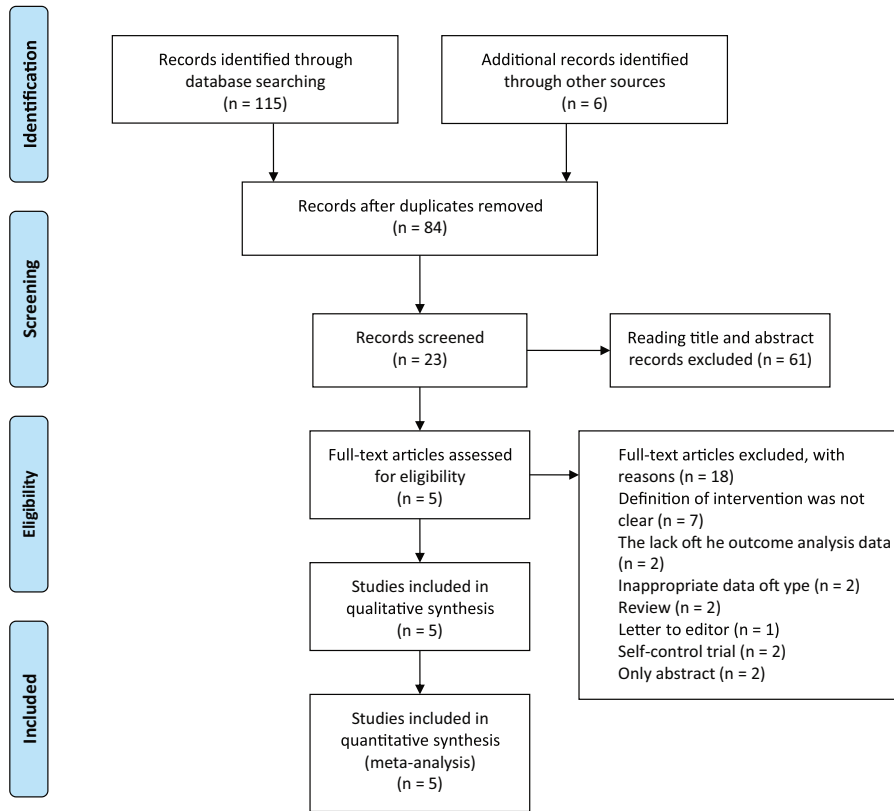 Identification
Records identified through
database searching
(n = 115)
Additional records identified
through other sources
(n = 6)
Records after duplicates removed
(n = 84)
Screening
Records screened
(n = 23)
Reading title and abstract
records excluded (n = 61)
Eligibility
Full-text articles assessed
for eligibility
(n = 5)
Full-text articles excluded, with
reasons (n = 18)
Definition of intervention was not
clear (n = 7)
The lack oft he outcome analysis data
(n = 2)
Inappropriate data oft ype (n = 2)
Review (n = 2)
Letter to editor (n = 1)
Self-control trial (n = 2)
Only abstract (n = 2)
Studies included in
qualitative synthesis
(n = 5)
Included
Studies included in
quantitative synthesis
(meta-analysis)
(n = 5)